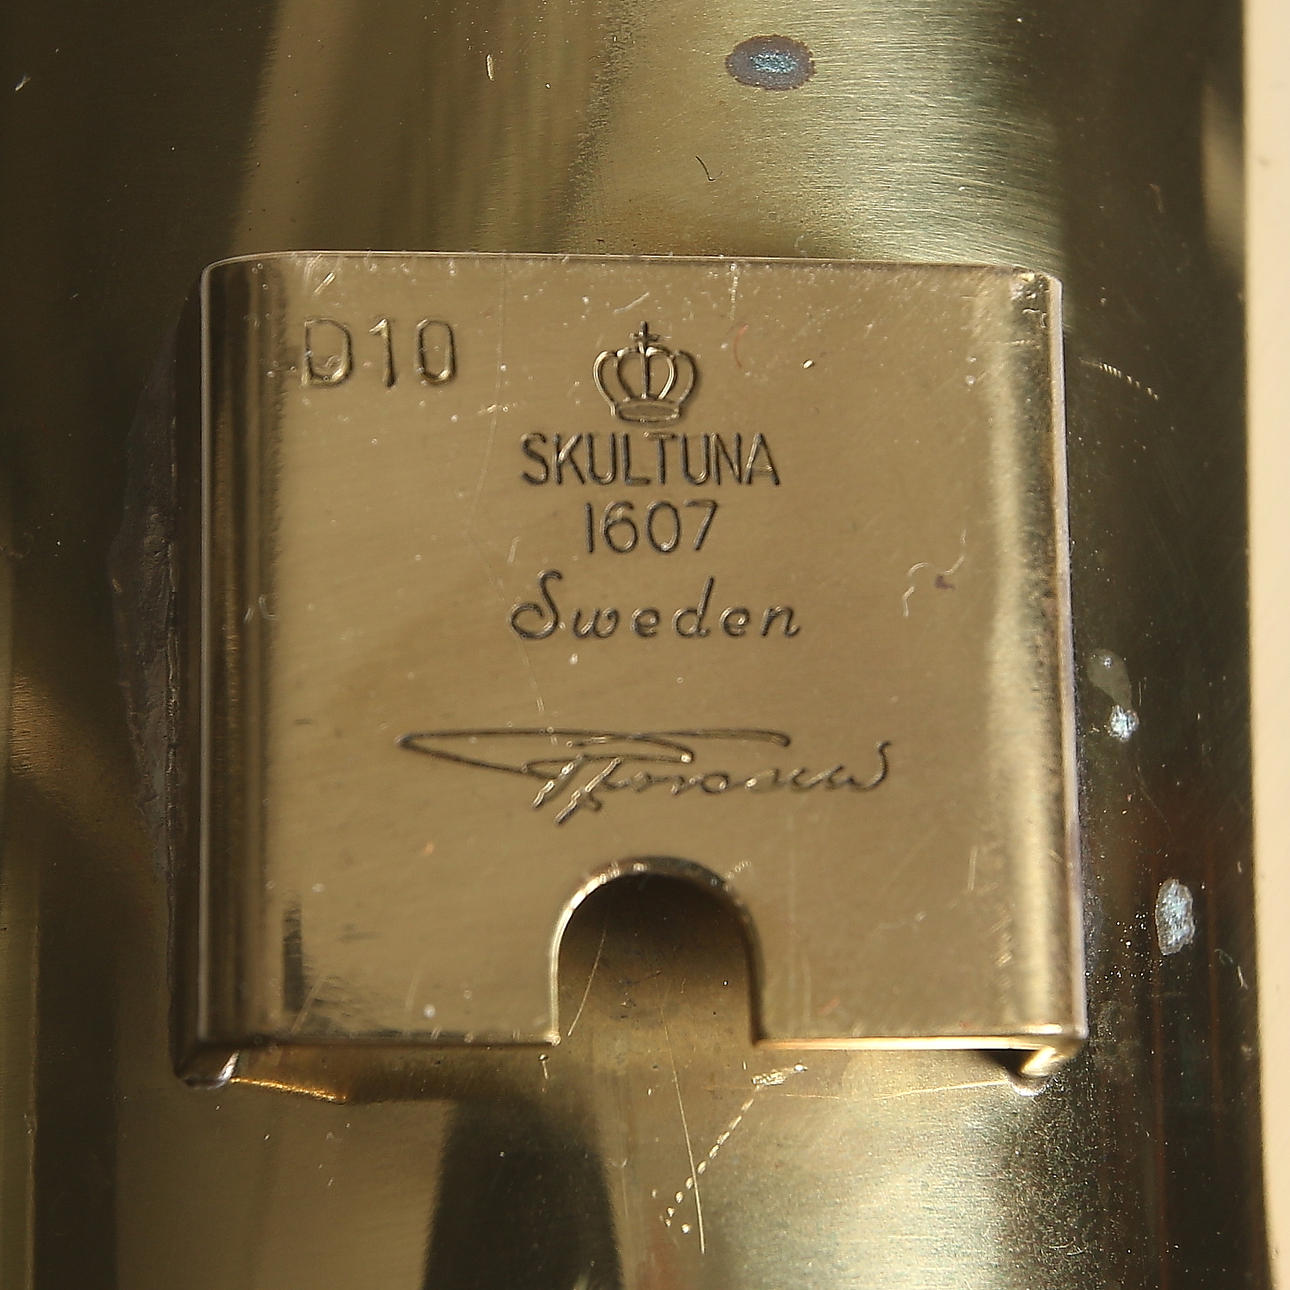 D10
SKULTUNA
1607
Sweden